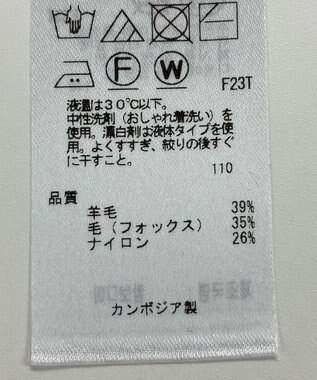 F
W
F23T
液温は30℃以下。
中性洗剤(おしゃれ着洗い)を
使用。漂白剤は液体タイプを使
用。よくすすぎ、絞りの後すぐ
に干すこと。
110
品質
羊毛 39%
毛(フォックス) 35%
ナイロン 26%
カンボジア製